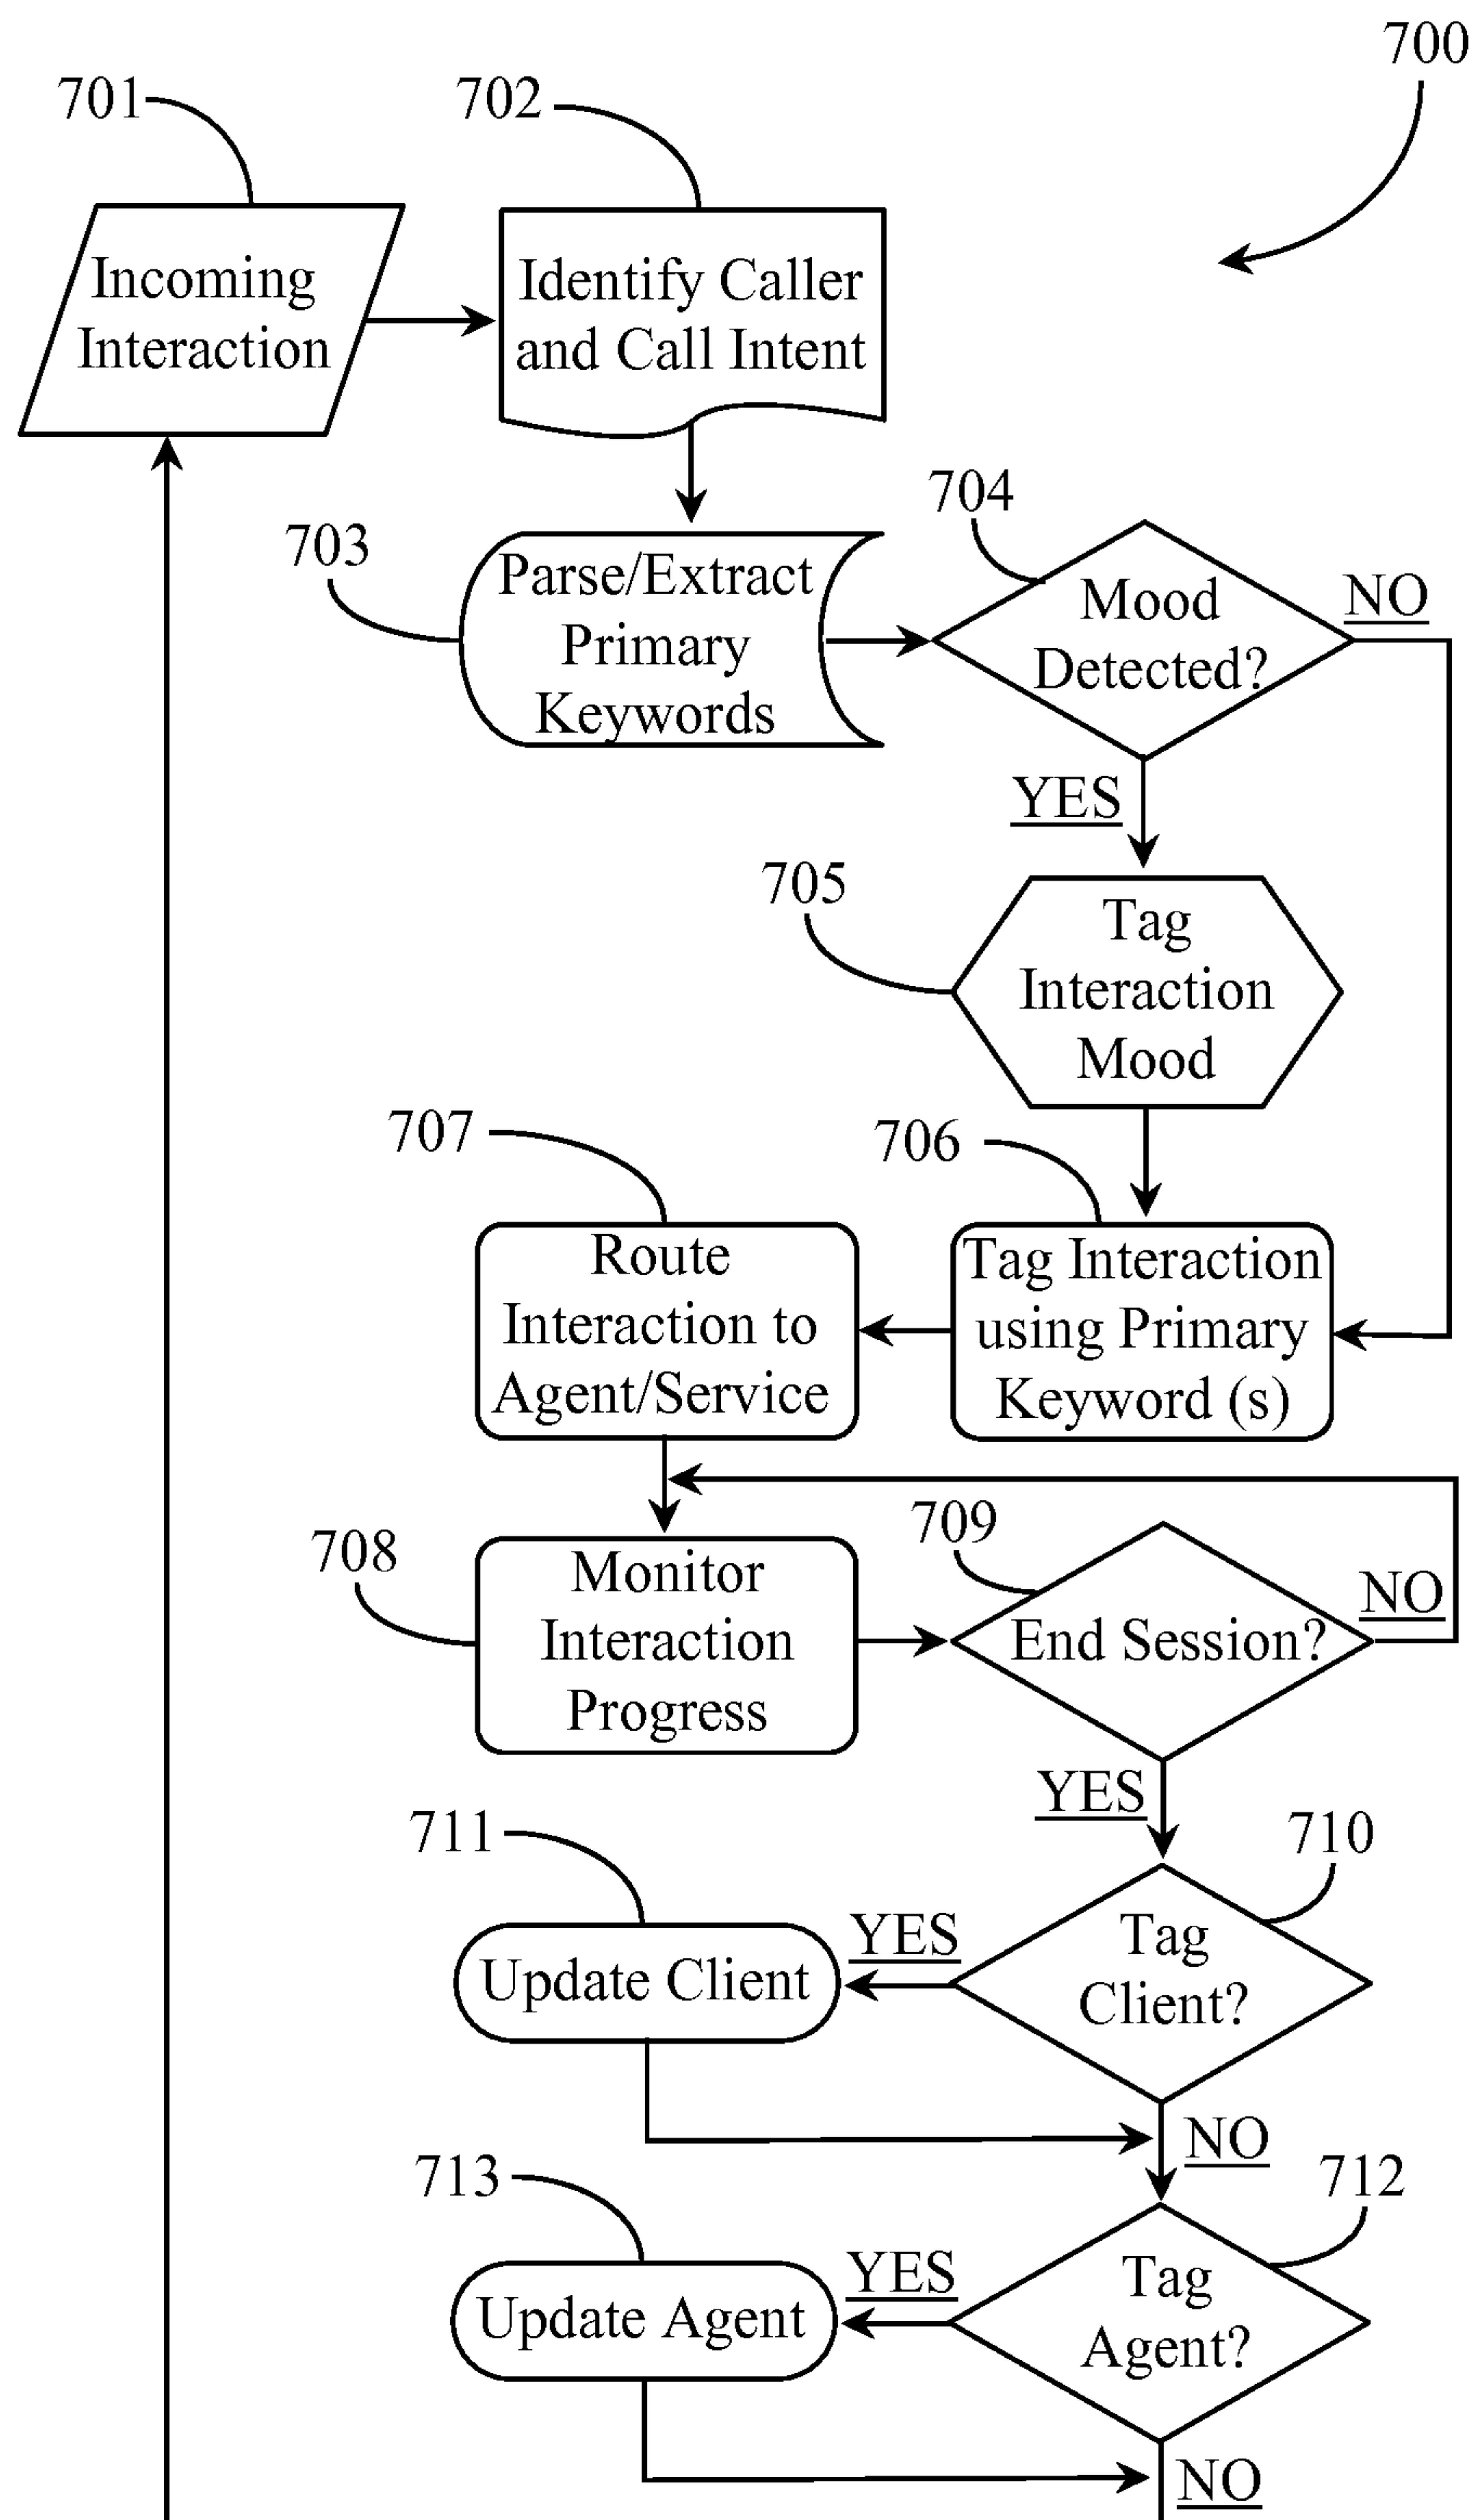 700
701
702
Incoming
Interaction
Identify Caller
and Call Intent
703
Parse/Extract
Primary
Keywords
704
Mood
Detected?
NO
YES
705
Tag
Interaction
Mood
707
706
Route
Interaction to
Agent/Service
Tag Interaction
using Primary
Keyword (s)
708
Monitor
Interaction
Progress
709
End Session?
NO
YES
711
710
Update Client
YES
Tag
Client?
NO
713
712
Update Agent
YES
Tag
Agent?
NO